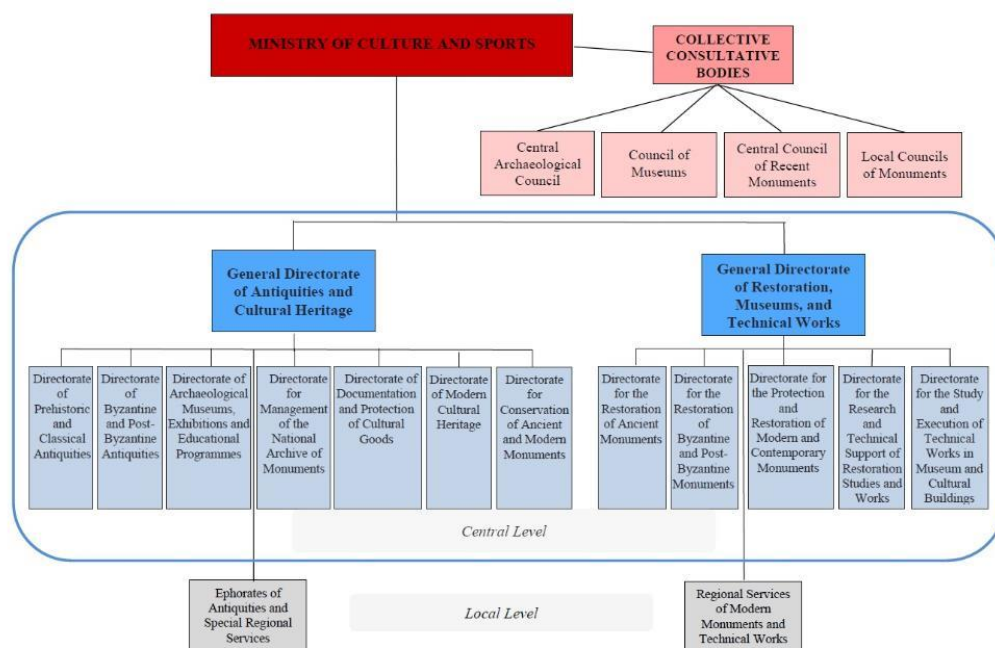 MINISTRY OF CULTURE AND SPORTS
COLLECTIVE
CONSULTATIVE
BODIES
Central
Archaeological
Council
Council of
Museums
Central Council
of Recent
Monuments
Local Councils
of Monuments
General Directorate
of Antiquities and
Cultural Heritage
General Directorate
of Restoration,
Museums, and
Technical Works
Directorate
of Prehistoric
and
Classical
Antiquities
Directorate
of Byzantine
and Post-
Byzantine
Antiquities
Directorate of
Archaeological
Museums,
Exhibitions and
Educational
Programmes
Directorate
for
Management
of the
National
Archive of
Monuments
Directorate of
Documentation
and Protection
of Cultural
Goods
Directorate
of Modern
Cultural
Heritage
Directorate
for
Conservation
of Ancient
and Modern
Monuments
Directorate
for the
Restoration
of Ancient
Monuments
Directorate
for the
Restoration
of Byzantine
and Post-
Byzantine
Monuments
Directorate for
the Protection
and
Restoration of
Modern and
Contemporary
Monuments
Directorate
for the
Research
and
Technical
Support of
Restoration
Studies and
Works
Directorate
for the Study
and
Execution of
Technical
Works in
Museum and
Cultural
Buildings
Central Level
Ephorates of
Antiquities and
Special Regional
Services
Local Level
Regional Services
of Modern
Monuments and
Technical Works